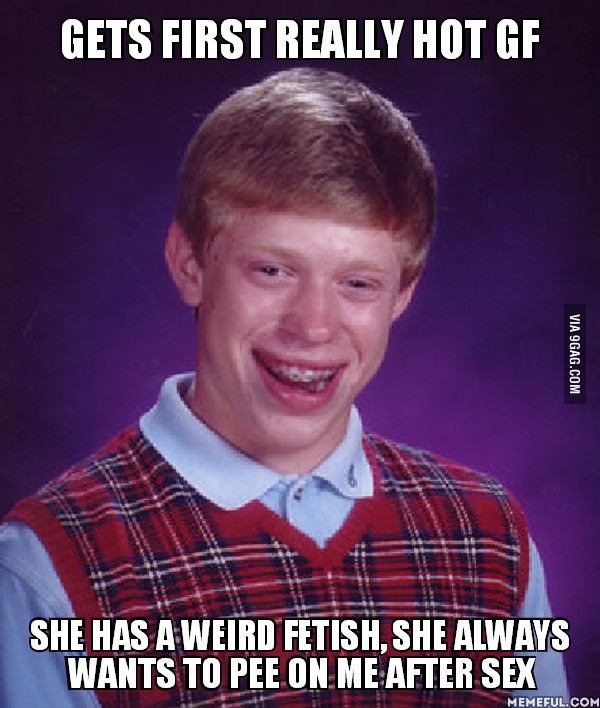 GETS FIRST REALLY HOT GF
VIA 9GAG.COM
SHE HAS A WEIRD FETISH, SHE ALWAYS
WANTS TO PEE ON ME AFTER SEX
MEMEFUL.COM